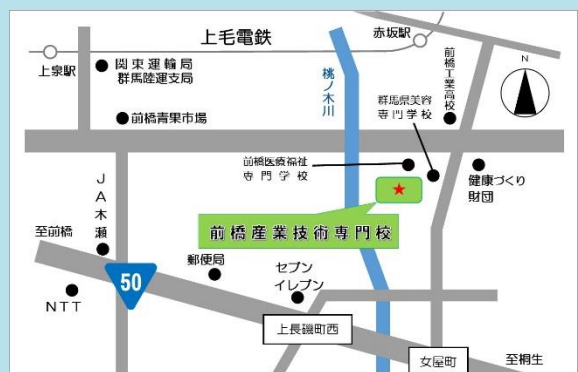 上毛電鉄
赤坂駅
上泉駅
関東運輸局
群馬陸運支局
前橋青果市場
桃ノ木川
前橋工業高校
N
群馬県美容
専門学校
前橋医療福祉
専門学校
健康づくり
財団
JA木瀬
至前橋
前橋産業技術専門校
50
郵便局
セブン
イレブン
NTT
上長磯町西
女屋町
至桐生